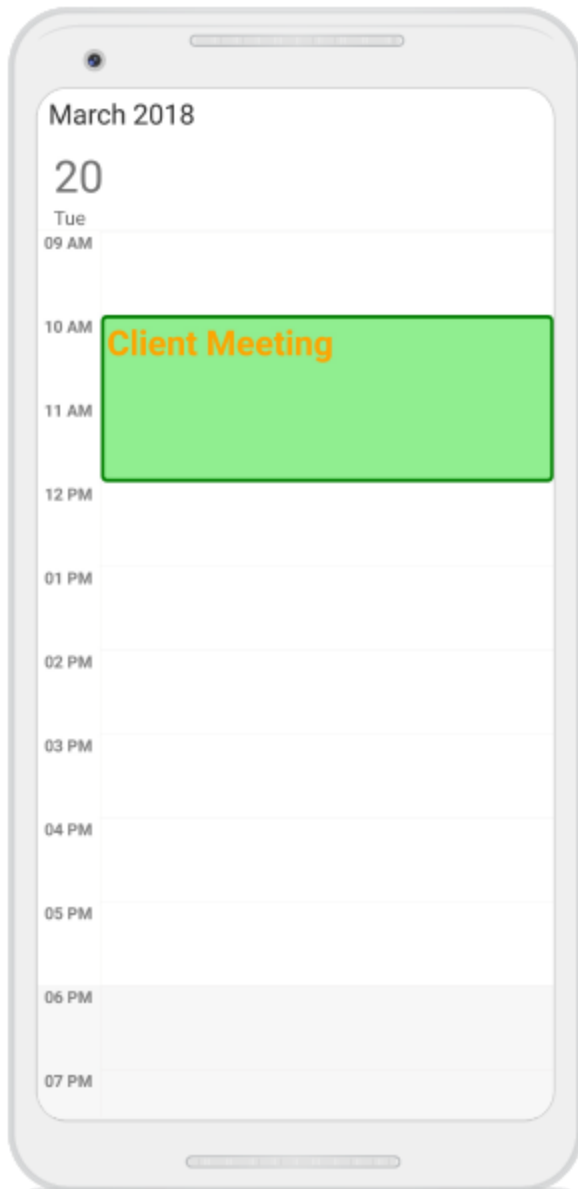 March 2018
20
Tue
09 AM
10 AM
Client Meeting
11 AM
12 PM
01 PM
02 PM
03 PM
04 PM
05 PM
06 PM
07 PM